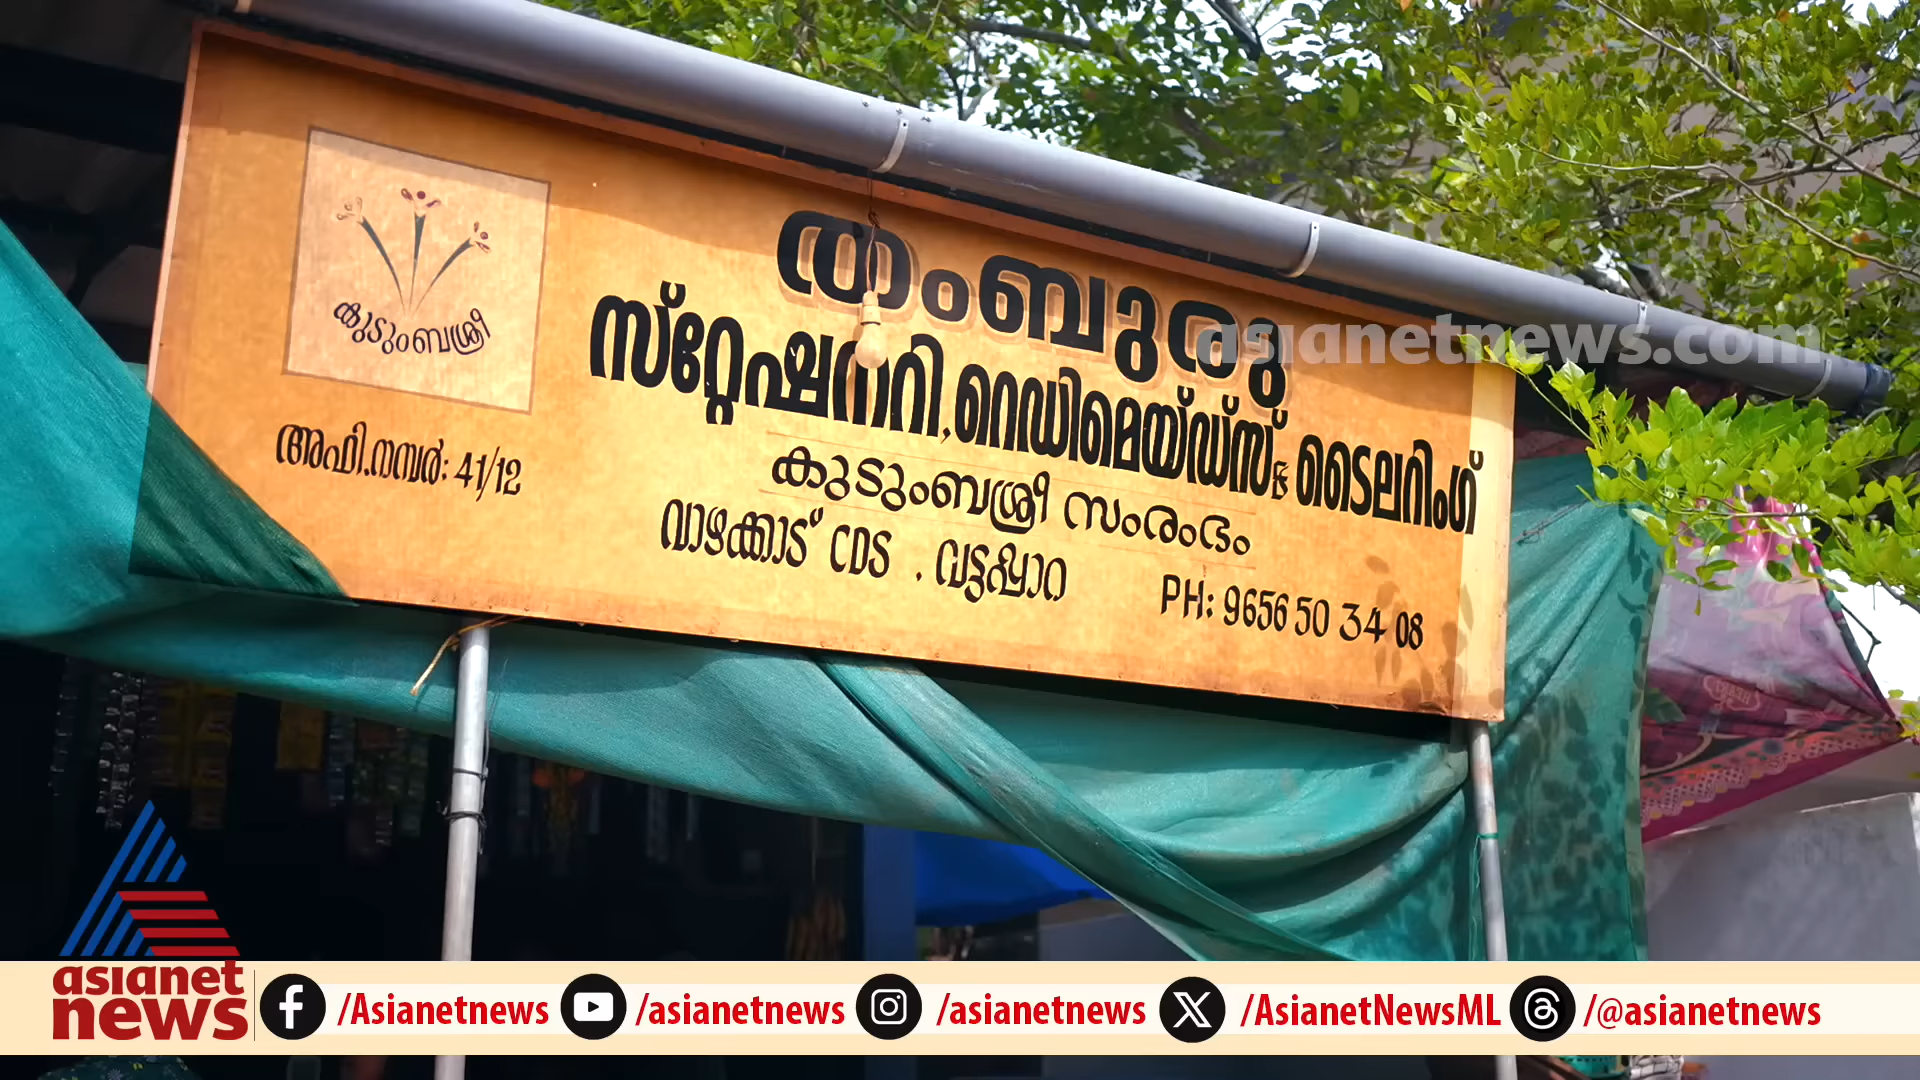 കുടുംബശ്രീ
അഫി.നമ്പർ: 41/12
തംബുരു
സ്റ്റേഷനറി, റെഡിമെയ്ഡ്സ് & ടൈലറിംഗ്
കുടുംബശ്രീ സംരംഭം
വാഴക്കാട് CDS . വട്ടപ്പാറ
PH: 9656 50 34 08
asianetnews.com
asianet
news
/Asianetnews /asianetnews /asianetnews /AsianetNewsML /@asianetnews